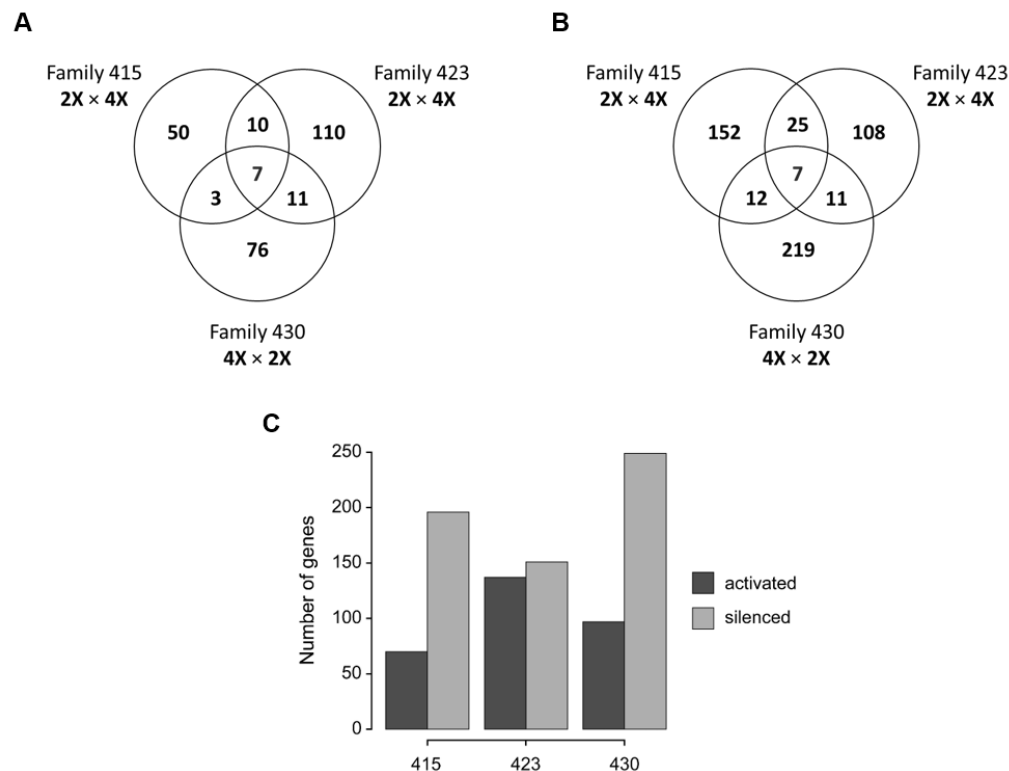 A
B
Family 415
2X × 4X
Family 423
2X × 4X
50
10
110
7
3
11
76
Family 430
4X × 2X
Family 415
2X × 4X
Family 423
2X × 4X
152
25
108
7
12
11
219
Family 430
4X × 2X
C
Number of genes
250
200
150
100
50
0
415
423
430
activated
silenced